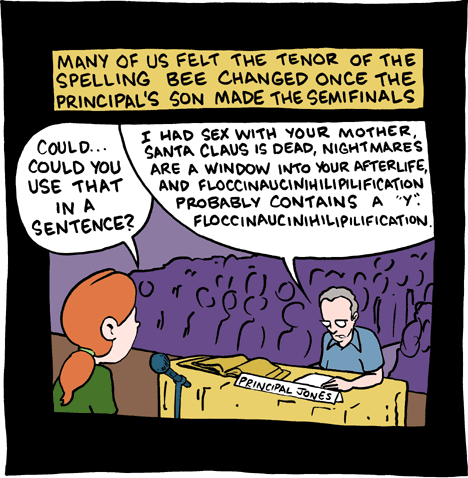 MANY OF US FELT THE TENOR OF THE
SPELLING BEE CHANGED ONCE THE
PRINCIPAL'S SON MADE THE SEMIFINALS
COULD...
COULD YOU
USE THAT
IN A
SENTENCE?
I HAD SEX WITH YOUR MOTHER,
SANTA CLAUS IS DEAD, NIGHTMARES
ARE A WINDOW INTO YOUR AFTERLIFE,
AND FLOCCINAUCINIHILIPILIFICATION
PROBABLY CONTAINS A "Y."
FLOCCINAUCINIHILIPILIFICATION.
PRINCIPAL JONES